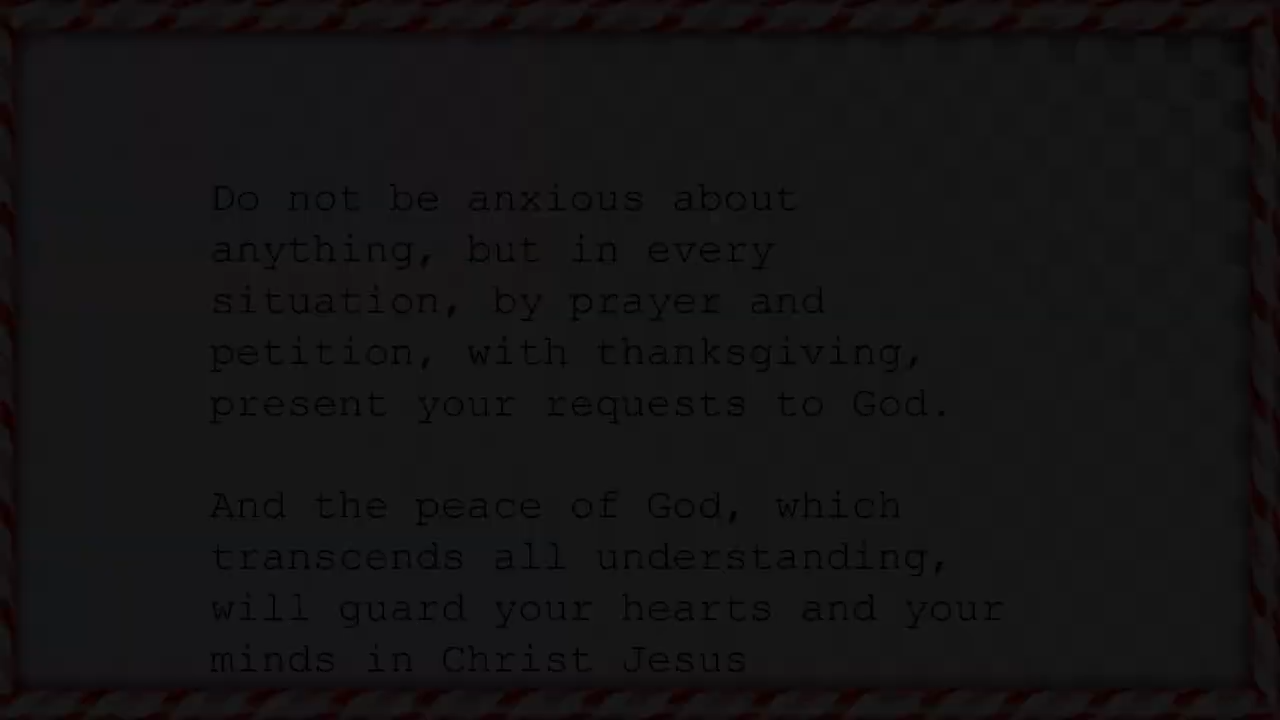 Do not be anxious about
anything, but in every
situation, by prayer and
petition, with thanksgiving,
present your requests to God.
And the peace of God, which
transcends all understanding,
will guard your hearts and your
minds in Christ Jesus